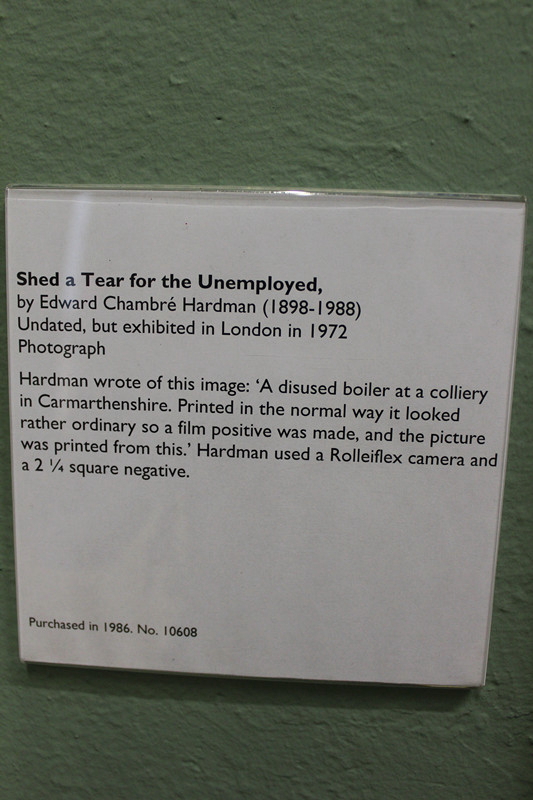 Shed a Tear for the Unemployed,
by Edward Chambré Hardman (1898-1988)
Undated, but exhibited in London in 1972
Photograph
Hardman wrote of this image: ‘A disused boiler at a colliery
in Carmarthenshire. Printed in the normal way it looked
rather ordinary so a film positive was made, and the picture
was printed from this.’ Hardman used a Rolleiflex camera and
a 2 ¼ square negative.
Purchased in 1986. No. 10608